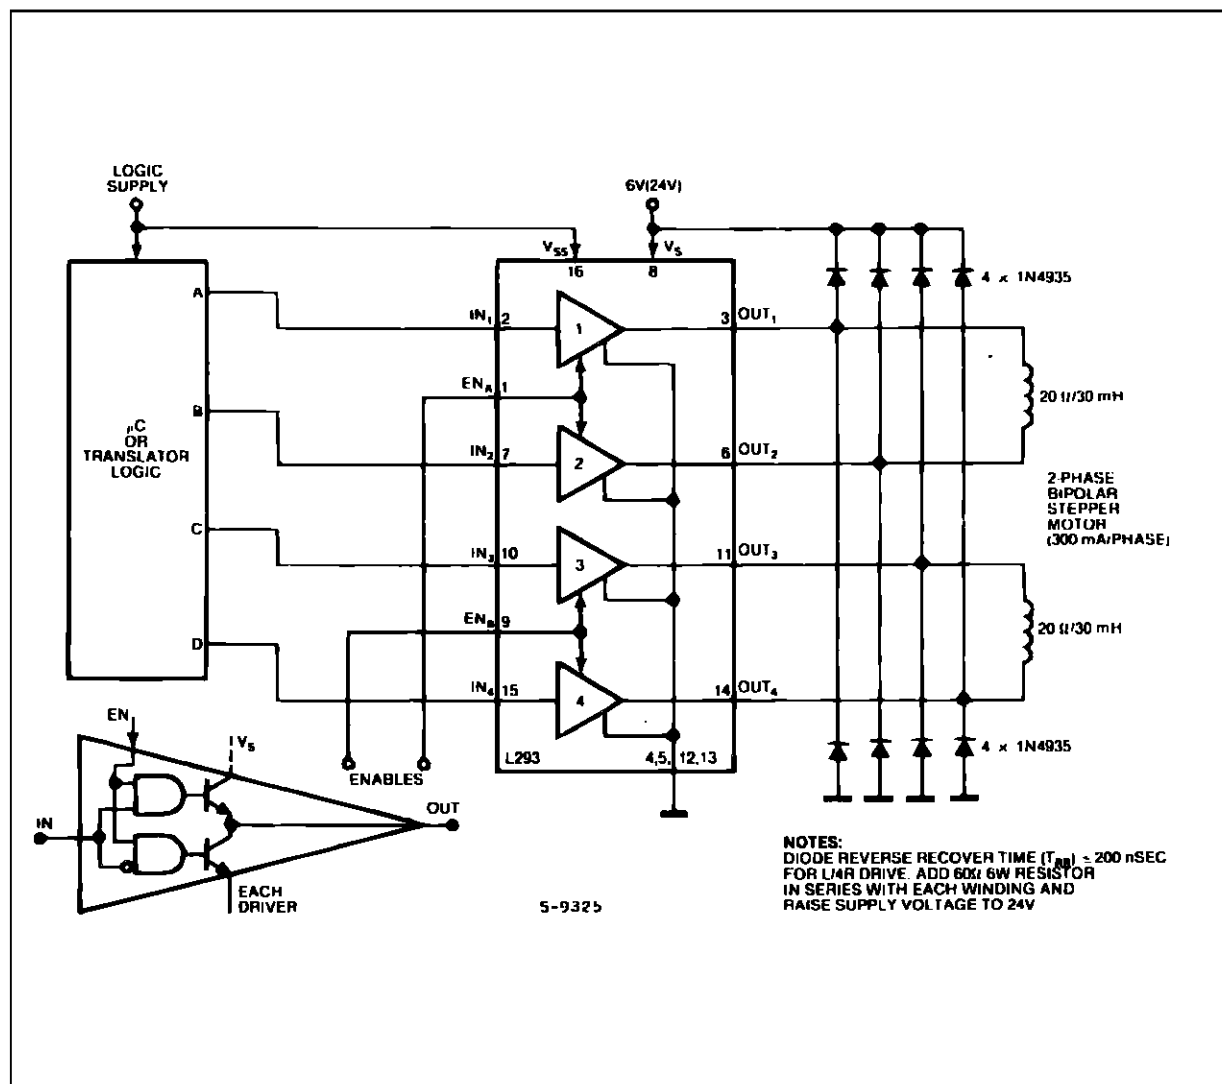 LOGIC
SUPPLY
6V(24V)
VSS
16
VS
8
4 x 1N4935
A
IN1 2
1
3 OUT1
20 Ω/30 mH
ENA 1
µC
OR
TRANSLATOR
LOGIC
B
IN2 7
2
6 OUT2
2-PHASE
BIPOLAR
STEPPER
MOTOR
(300 mA/PHASE)
C
IN3 10
3
11 OUT3
ENB 9
20 Ω/30 mH
D
IN4 15
4
14 OUT4
L293
4,5, 12,13
4 x 1N4935
ENABLES
EN
VS
IN
OUT
EACH
DRIVER
5-9325
NOTES:
DIODE REVERSE RECOVER TIME (TRR) ≤ 200 nSEC
FOR L/4R DRIVE. ADD 60Ω 6W RESISTOR
IN SERIES WITH EACH WINDING AND
RAISE SUPPLY VOLTAGE TO 24V